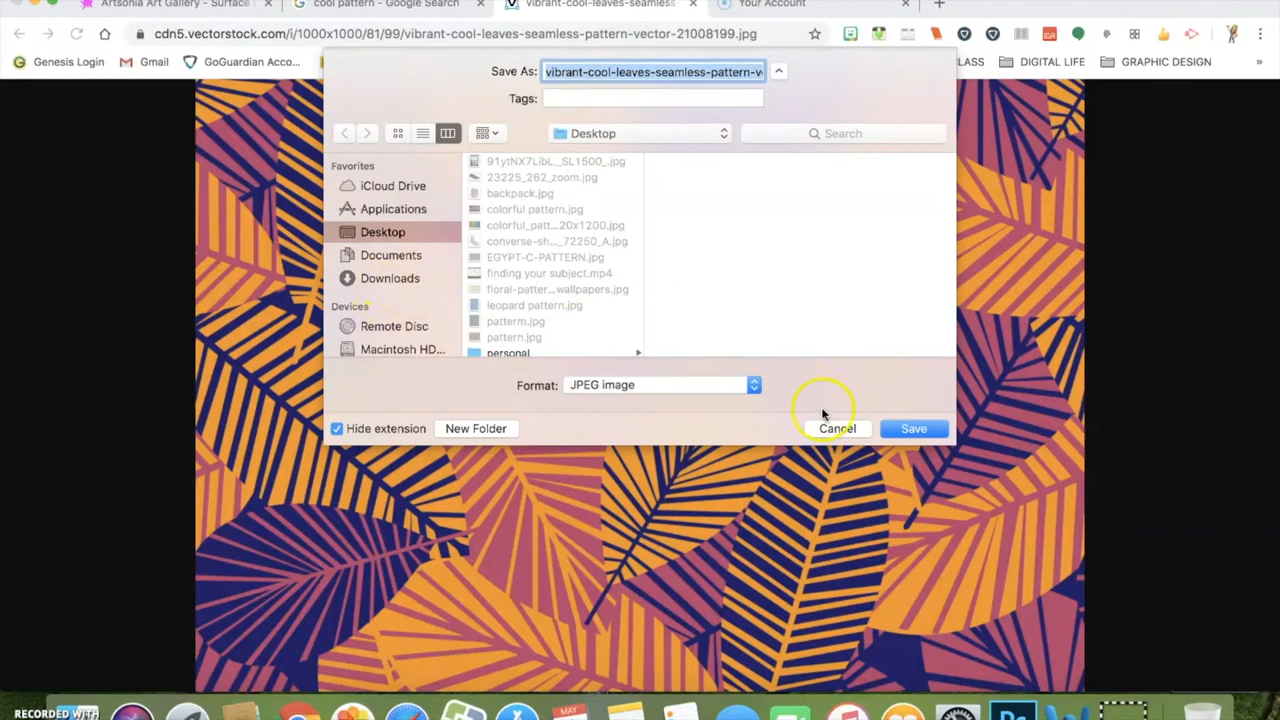 Artsonia Art Gallery - Surface
cool pattern - Google Search
vibrant-cool-leaves-seamless
Your Account
cdn5.vectorstock.com/i/1000x1000/81/99/vibrant-cool-leaves-seamless-pattern-vector-21008199.jpg
Genesis Login
Gmail
GoGuardian Acco...
CLASS
DIGITAL LIFE
GRAPHIC DESIGN
»
Save As: vibrant-cool-leaves-seamless-pattern-v
Tags:
Desktop
Search
Favorites
iCloud Drive
Applications
Desktop
Documents
Downloads
Devices
Remote Disc
Macintosh HD...
91ytNX7LibL._SL1500_.jpg
23225_262_zoom.jpg
backpack.jpg
colorful pattern.jpg
colorful_patt...20x1200.jpg
converse-sh..._72250_A.jpg
EGYPT-C-PATTERN.jpg
finding your subject.mp4
floral-patter...wallpapers.jpg
leopard pattern.jpg
patterm.jpg
pattern.jpg
personal
Format: JPEG image
Hide extension
New Folder
Cancel
Save
RECORDED WITH
MAY
Ps